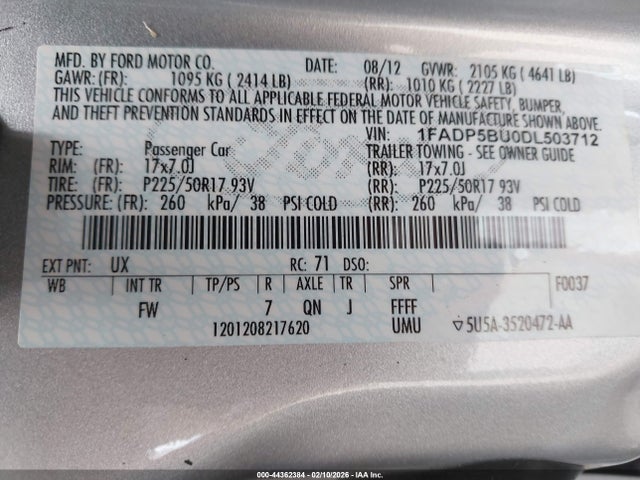 MFD. BY FORD MOTOR CO. DATE: 08/12 GVWR: 2105 KG ( 4641 LB)
GAWR: (FR): 1095 KG ( 2414 LB) (RR): 1010 KG ( 2227 LB)
THIS VEHICLE CONFORMS TO ALL APPLICABLE FEDERAL MOTOR VEHICLE SAFETY, BUMPER,
AND THEFT PREVENTION STANDARDS IN EFFECT ON THE DATE OF MANUFACTURE SHOWN ABOVE.
VIN: 1FADP5BU0DL503712
TYPE: Passenger Car TRAILER TOWING - SEE OWNER GUIDE
RIM: (FR): 17x7.0J (RR): 17x7.0J
TIRE: (FR): P225/50R17 93V (RR): P225/50R17 93V
PRESSURE: (FR): 260 kPa/ 38 PSI COLD (RR): 260 kPa/ 38 PSI COLD
EXT PNT: UX RC: 71 DSO:
WB INT TR TP/PS R AXLE TR SPR F0037
FW 7 QN J FFFF
1201208217620 UMU ▽5U5A-3520472-AA
000-44362384 - 02/10/2026 - IAA Inc.